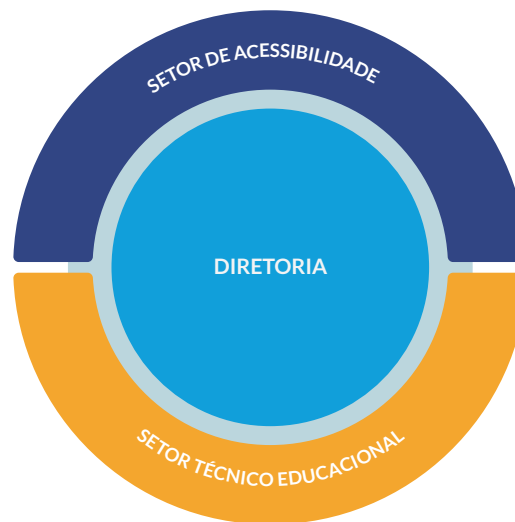 SETOR DE ACESSIBILIDADE
DIRETORIA
SETOR TÉCNICO EDUCACIONAL